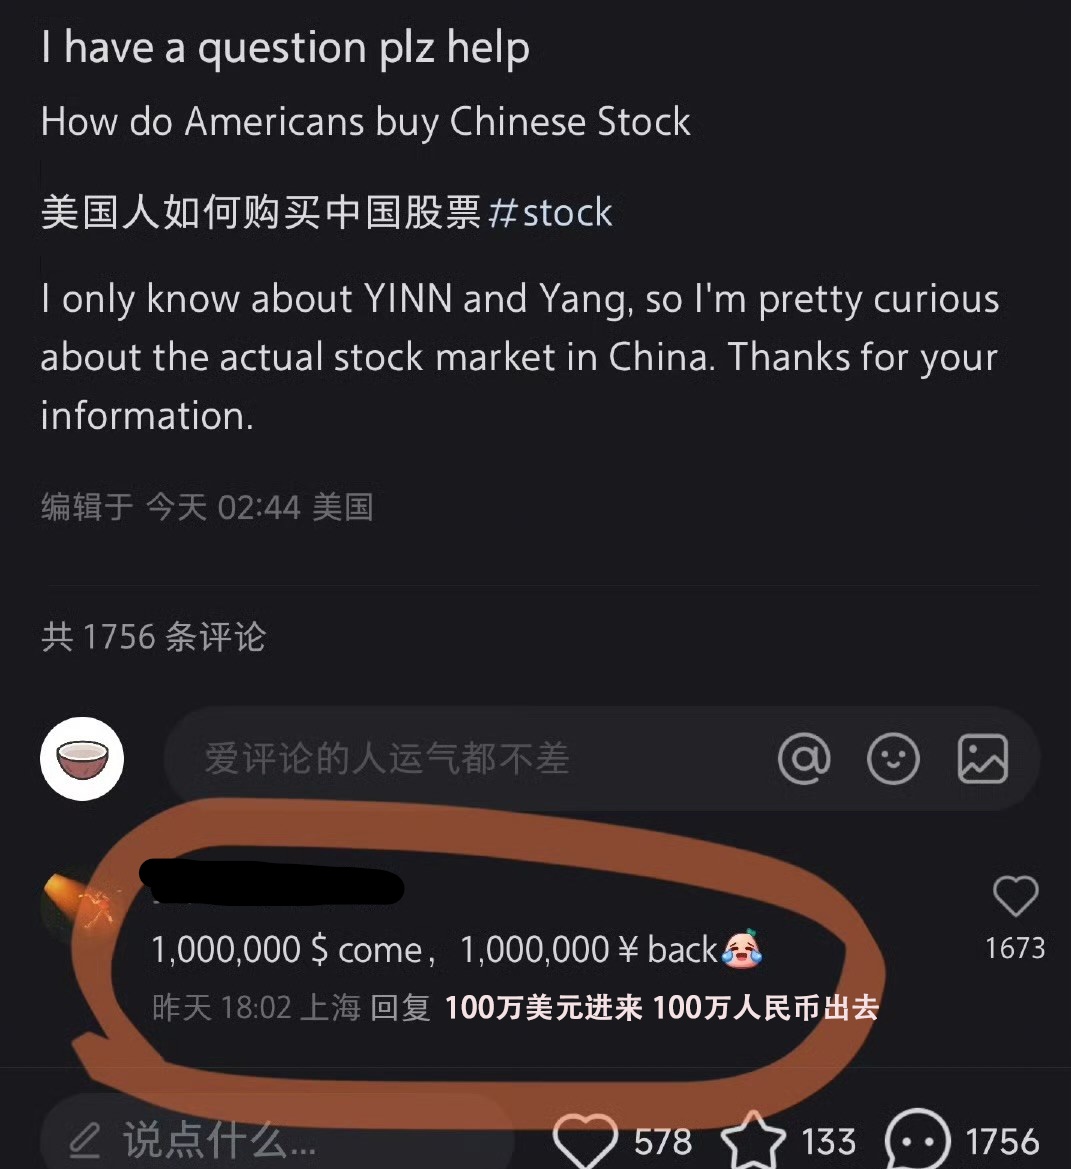 I have a question plz help
How do Americans buy Chinese Stock
美国人如何购买中国股票#stock
I only know about YINN and Yang, so I'm pretty curious
about the actual stock market in China. Thanks for your
information.
编辑于 今天 02:44 美国
共 1756 条评论
爱评论的人运气都不差
1,000,000 $ come，1,000,000 ¥ back
1673
昨天 18:02 上海 回复 100万美元进来 100万人民币出去
说点什么... 578 133 1756